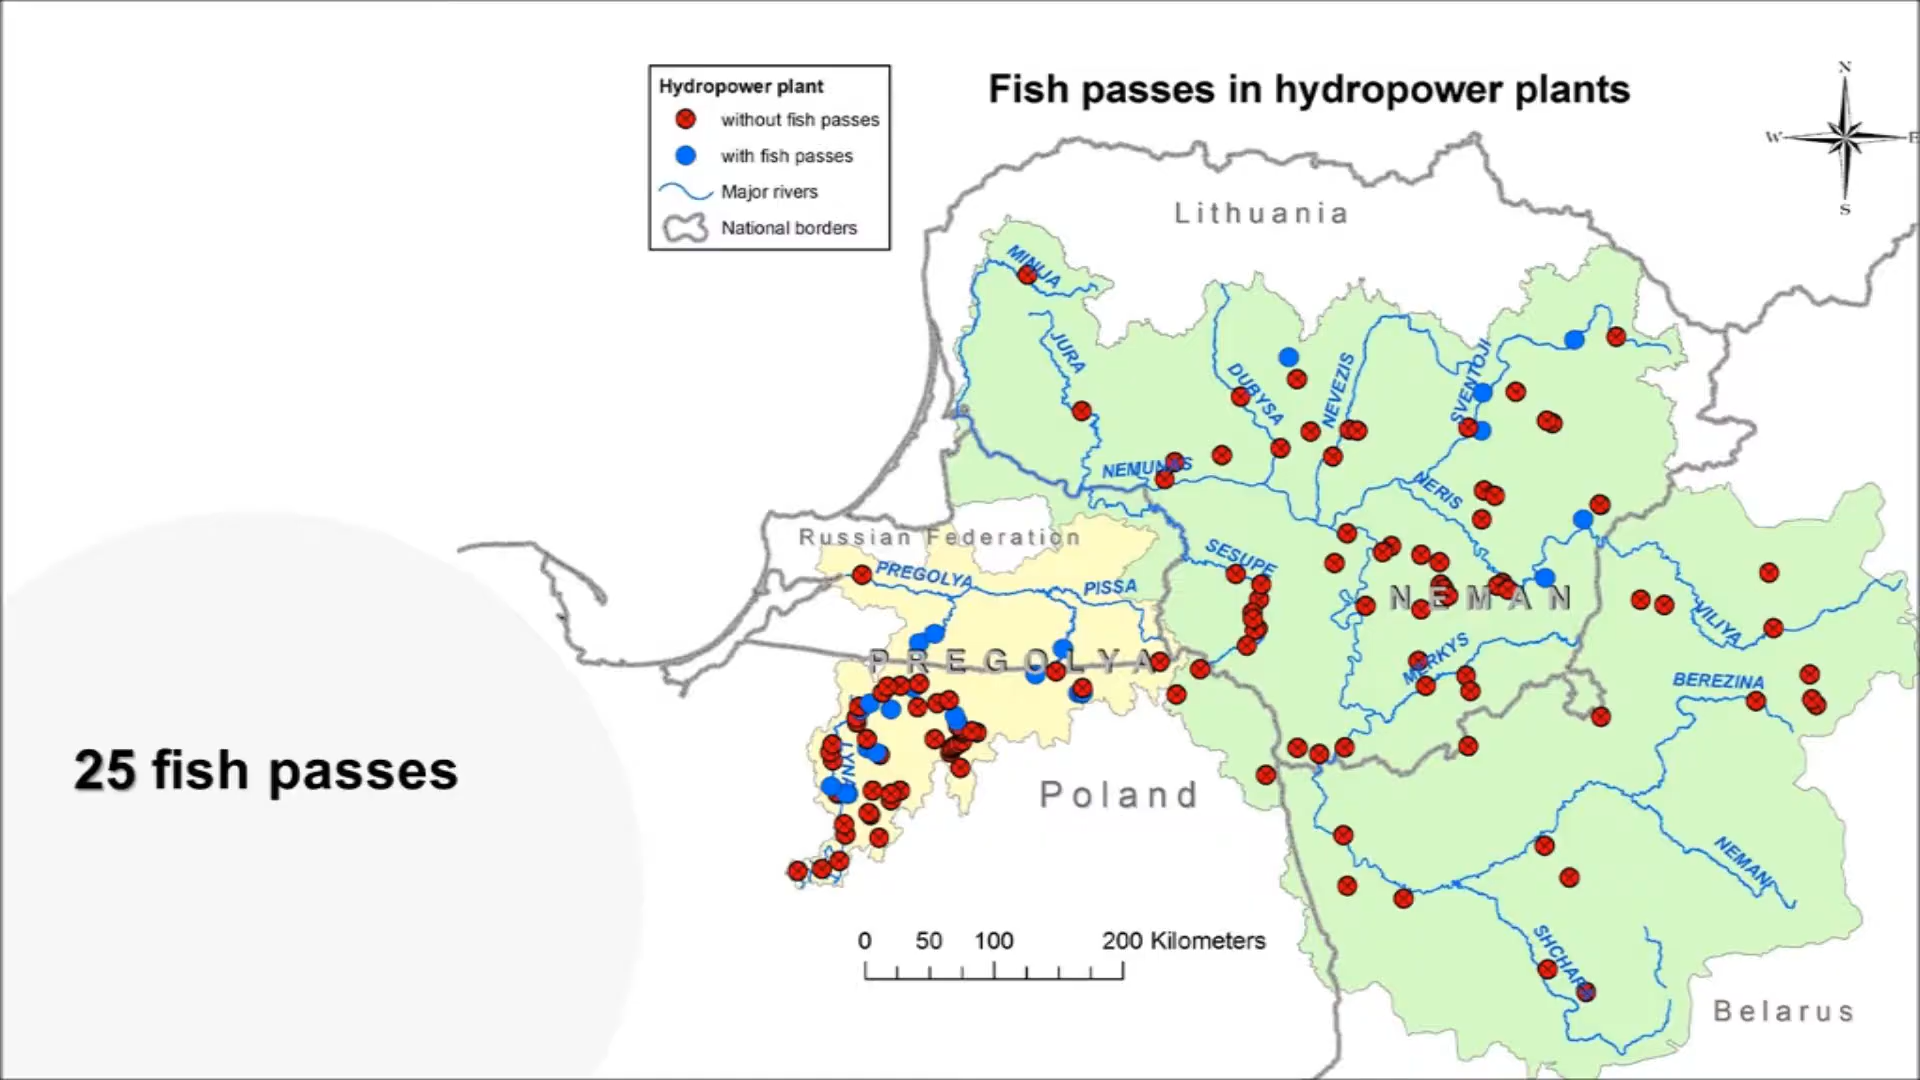 Fish passes in hydropower plants
Hydropower plant
without fish passes
with fish passes
Major rivers
National borders
N
W
E
S
Lithuania
MINIJA
JURA
DUBYSA
NEVEZIS
SVENTOJI
NEMUNAS
NERIS
Russian Federation
PREGOLYA
PISSA
SESUPE
NEMAN
VILIYA
MERKYS
PREGOLYA
BEREZINA
LYNA
25 fish passes
Poland
NEMAN
SHCHARA
0 50 100 200 Kilometers
Belarus